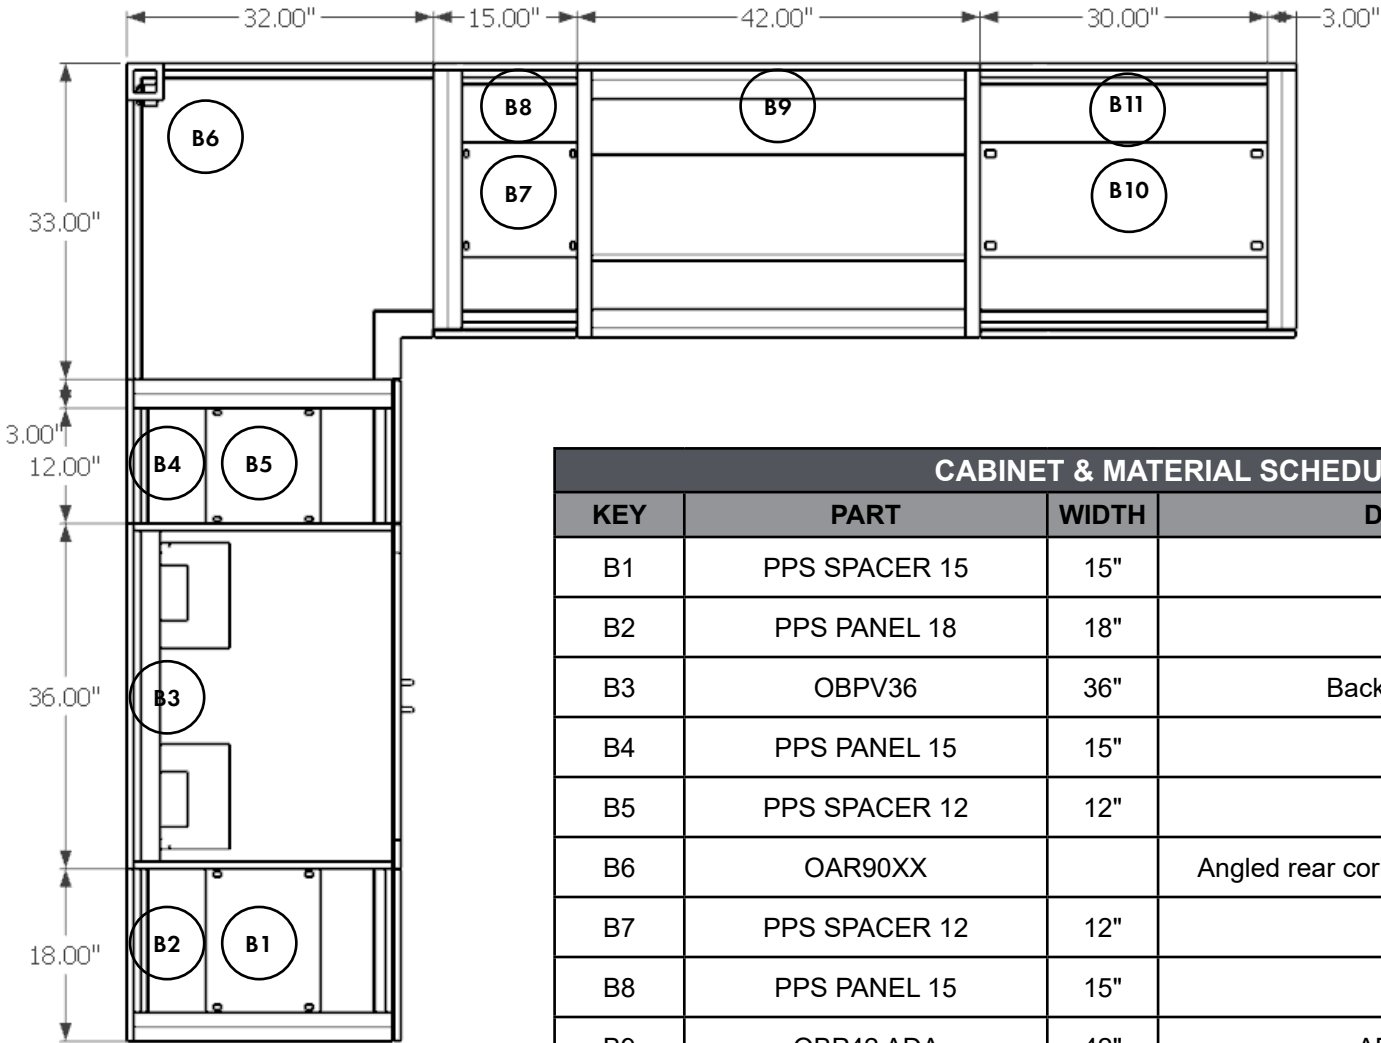 32.00"
15.00"
42.00"
30.00"
3.00"
B6
B8
B9
B11
B7
B10
33.00"
3.00"
12.00"
B4
B5
36.00"
B3
18.00"
B2
B1
CABINET & MATERIAL
KEY PART WIDTH
B1 PPS SPACER 15 15"
B2 PPS PANEL 18 18"
B3 OBPV36 36" Back
B4 PPS PANEL 15 15"
B5 PPS SPACER 12 12"
B6 OAR90XX Angled rear
B7 PPS SPACER 12 12"
B8 PPS PANEL 15 15"